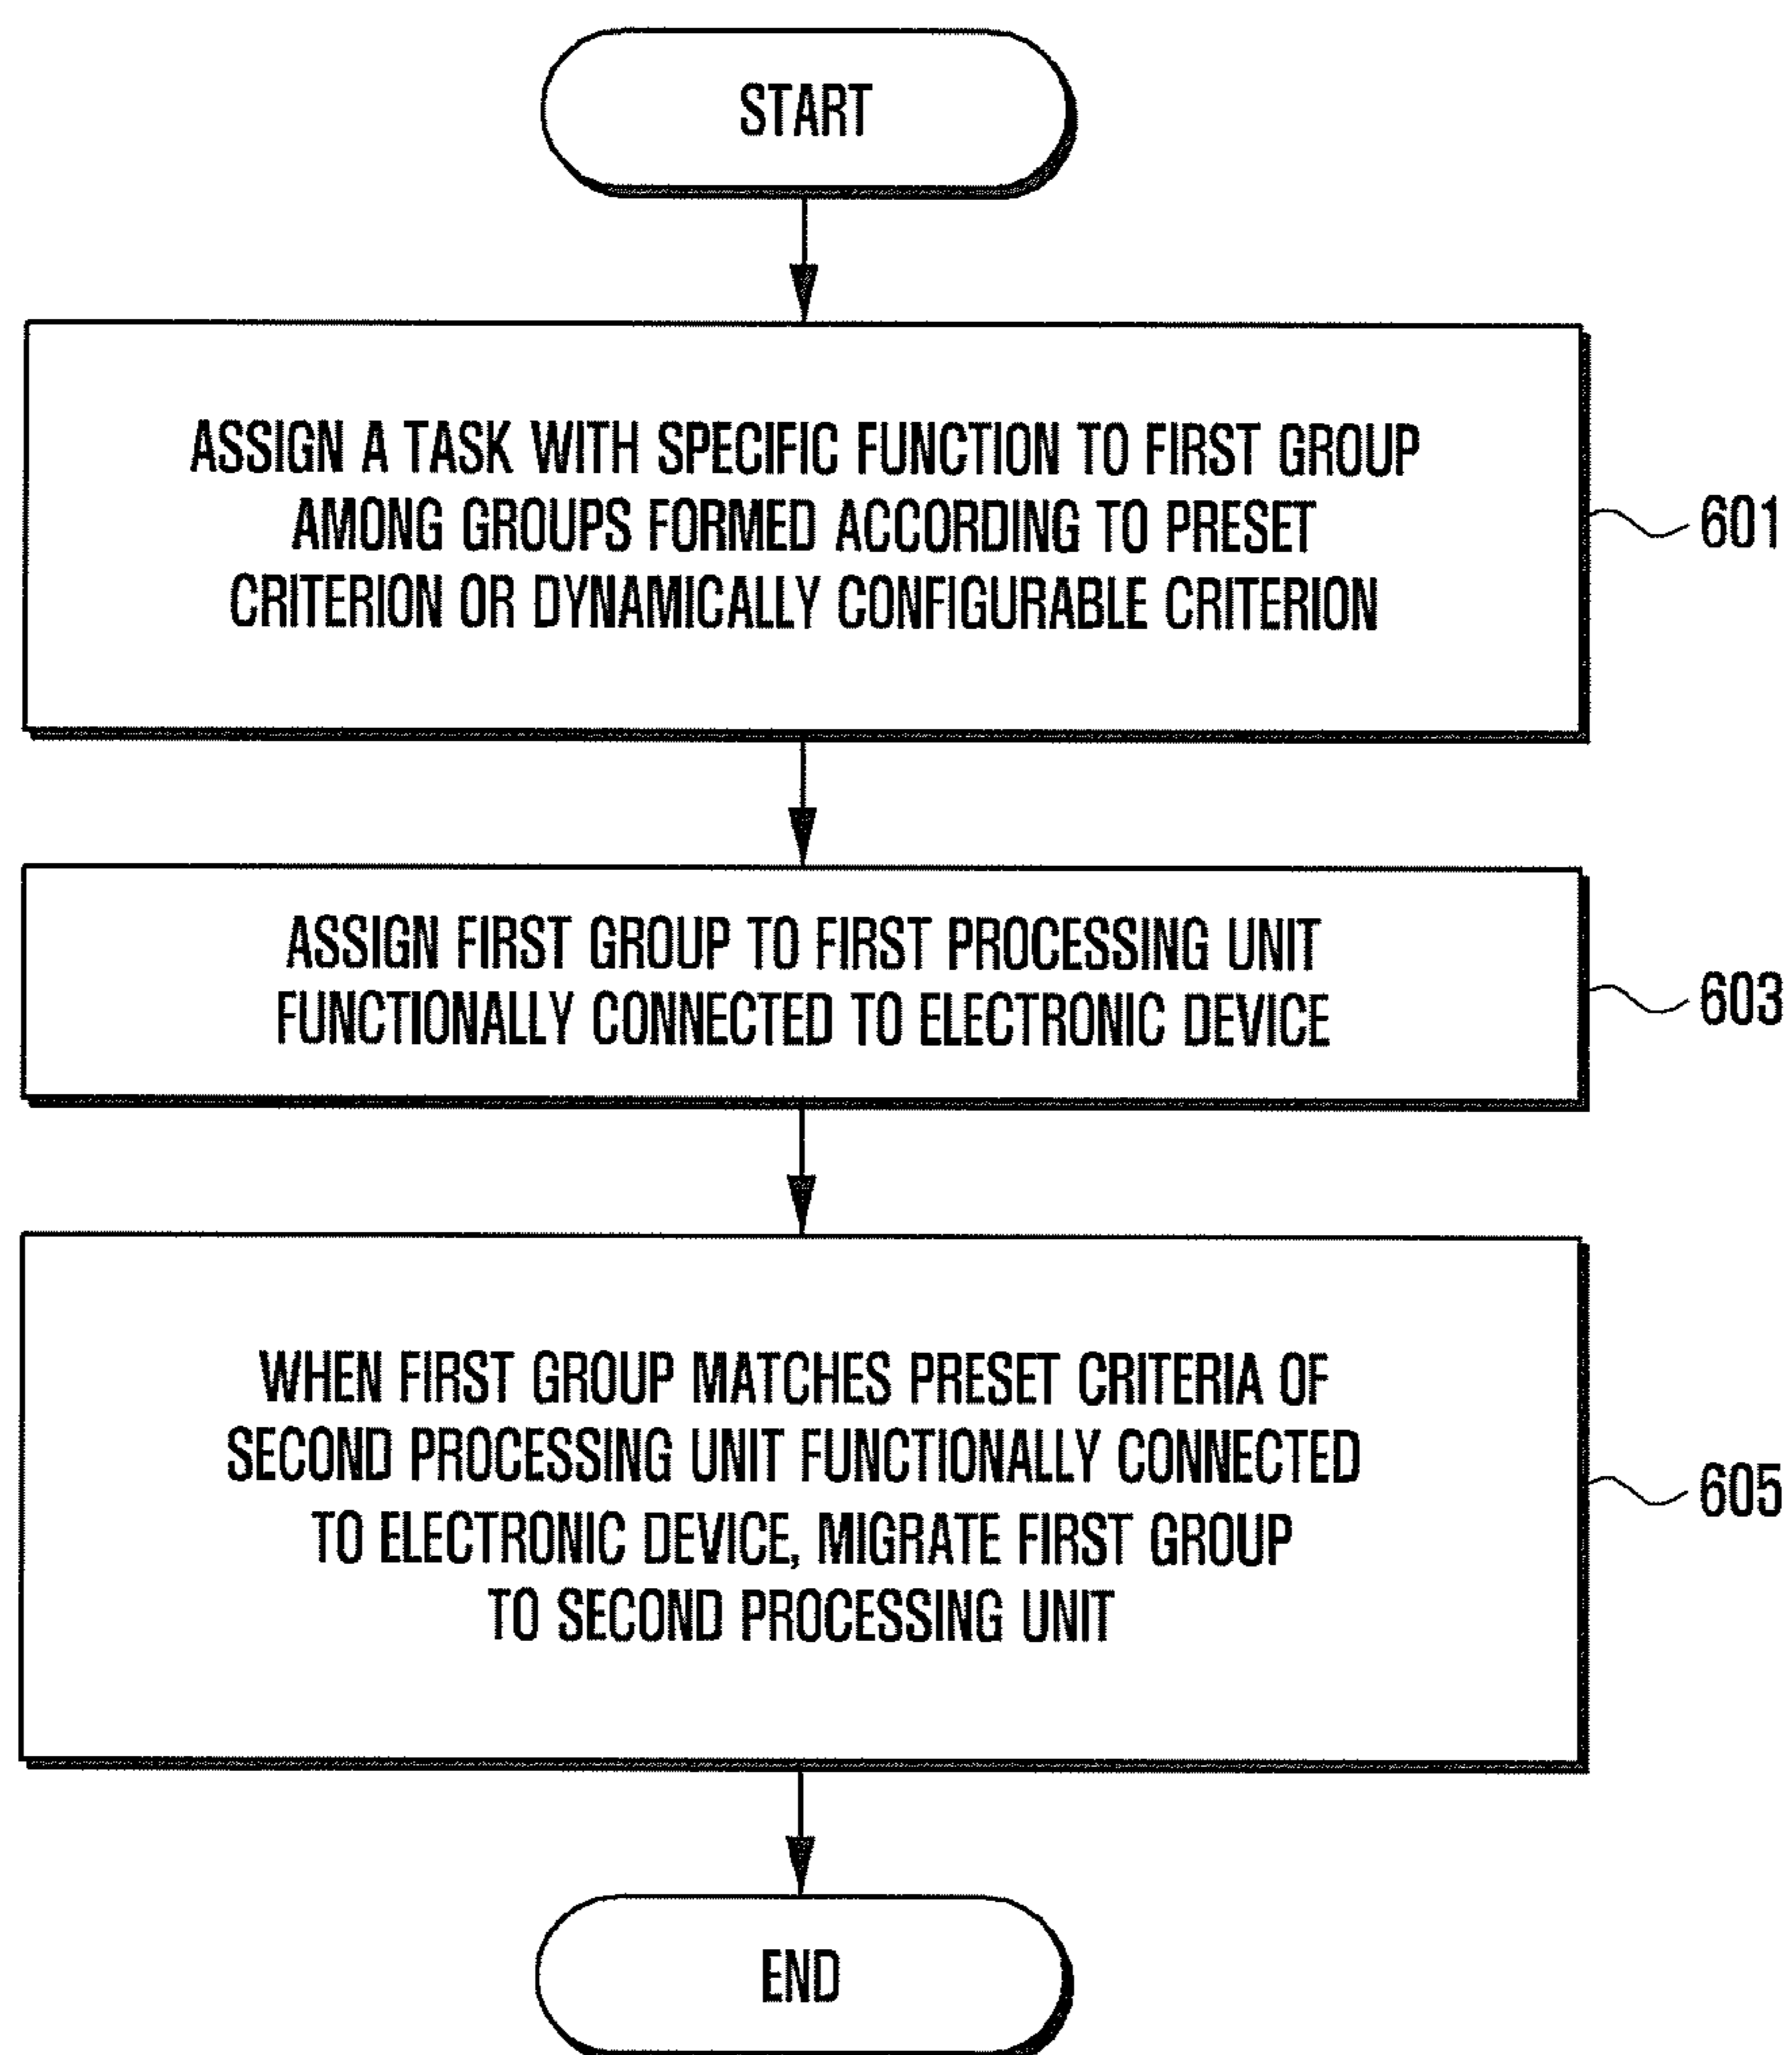 START
ASSIGN A TASK WITH SPECIFIC FUNCTION TO FIRST GROUP
AMONG GROUPS FORMED ACCORDING TO PRESET
CRITERION OR DYNAMICALLY CONFIGURABLE CRITERION
601
ASSIGN FIRST GROUP TO FIRST PROCESSING UNIT
FUNCTIONALLY CONNECTED TO ELECTRONIC DEVICE
603
WHEN FIRST GROUP MATCHES PRESET CRITERIA OF
SECOND PROCESSING UNIT FUNCTIONALLY CONNECTED
TO ELECTRONIC DEVICE, MIGRATE FIRST GROUP
TO SECOND PROCESSING UNIT
605
END